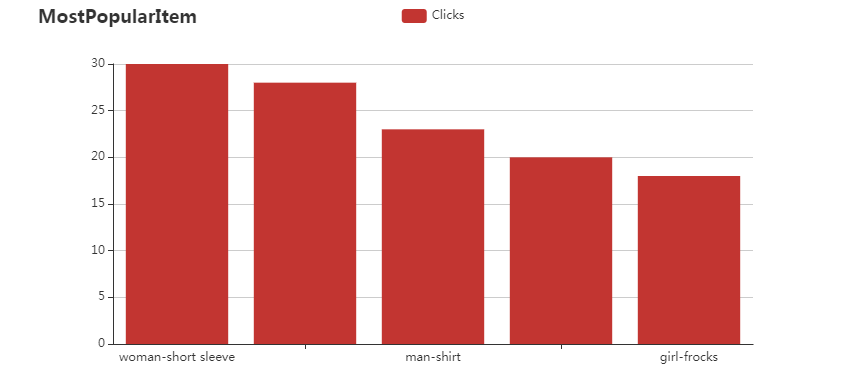 MostPopularItem
Clicks
30
25
20
15
10
5
0
woman-short sleeve
man-shirt
girl-frocks